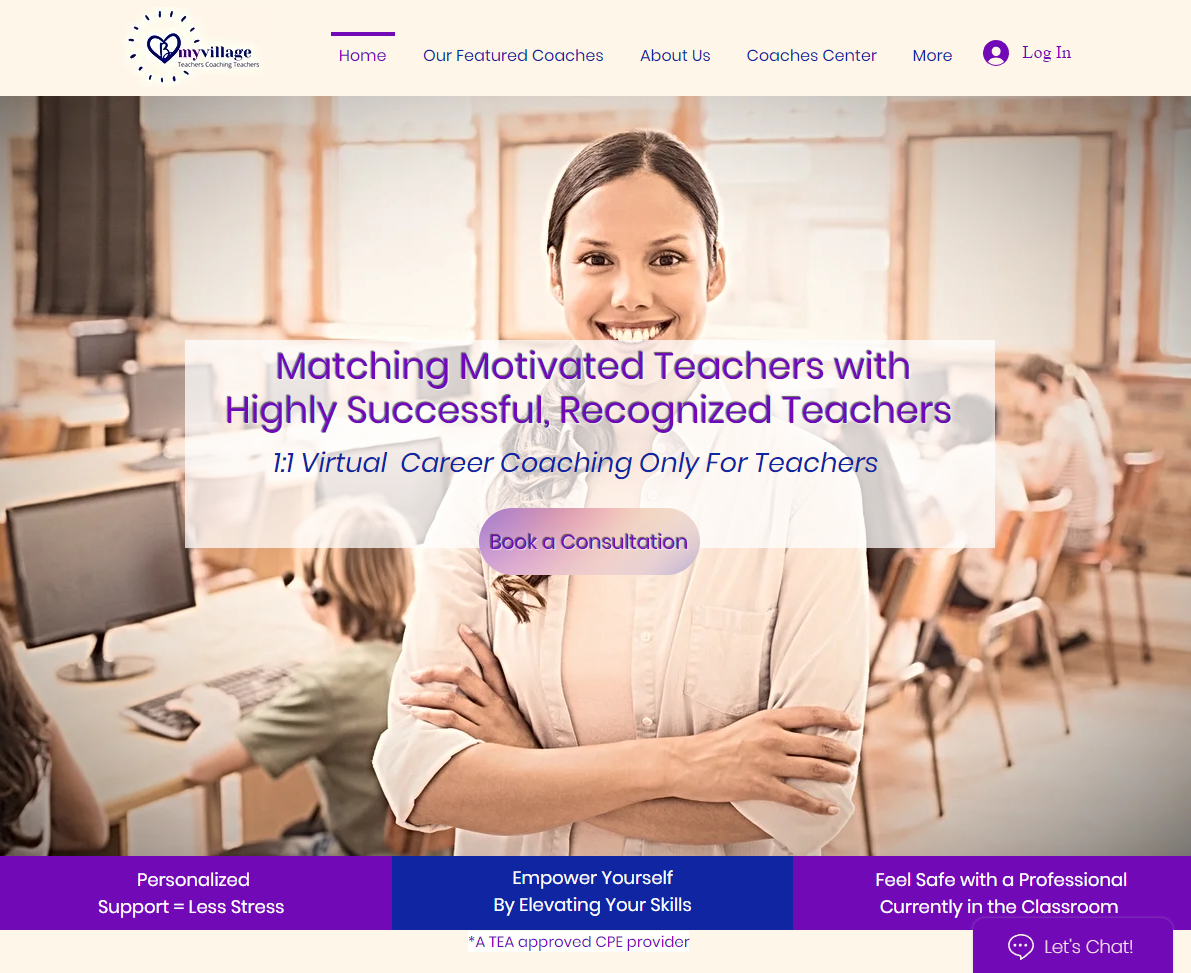 B myvillage
Teachers Coaching Teachers
Home
Our Featured Coaches
About Us
Coaches Center
More
Log In
Matching Motivated Teachers with
Highly Successful, Recognized Teachers
1:1 Virtual Career Coaching Only For Teachers
Book a Consultation
Personalized
Support = Less Stress
Empower Yourself
By Elevating Your Skills
Feel Safe with a Professional
Currently in the Classroom
*A TEA approved CPE provider
Let's Chat!